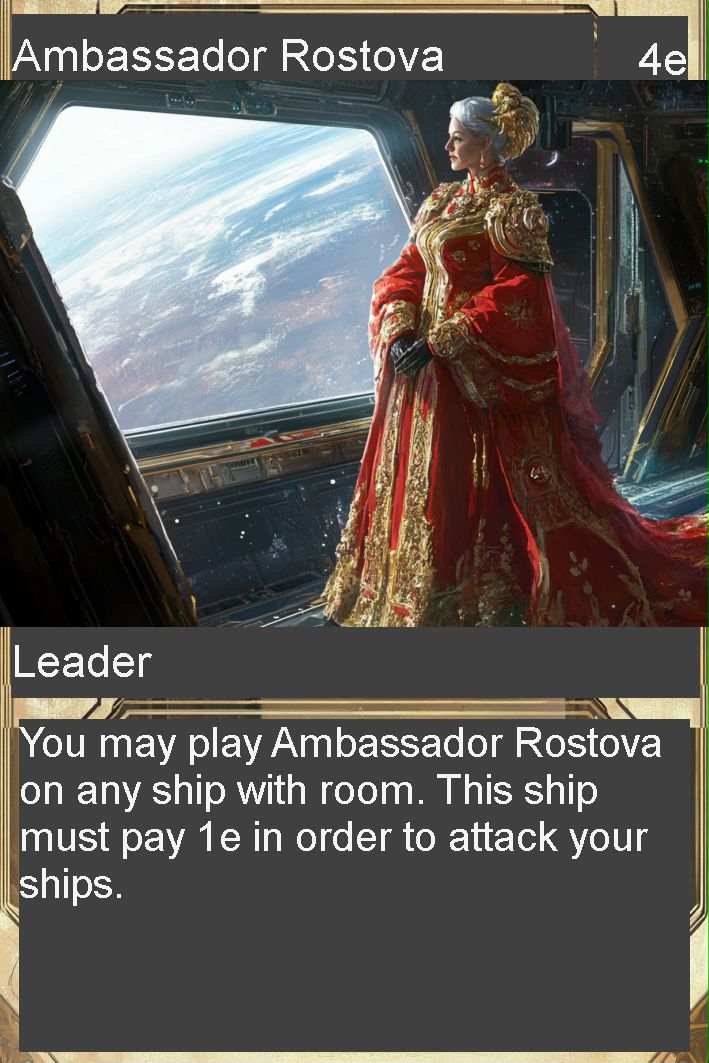 Ambassador Rostova 4e
Leader
You may play Ambassador Rostova
on any ship with room. This ship
must pay 1e in order to attack your
ships.